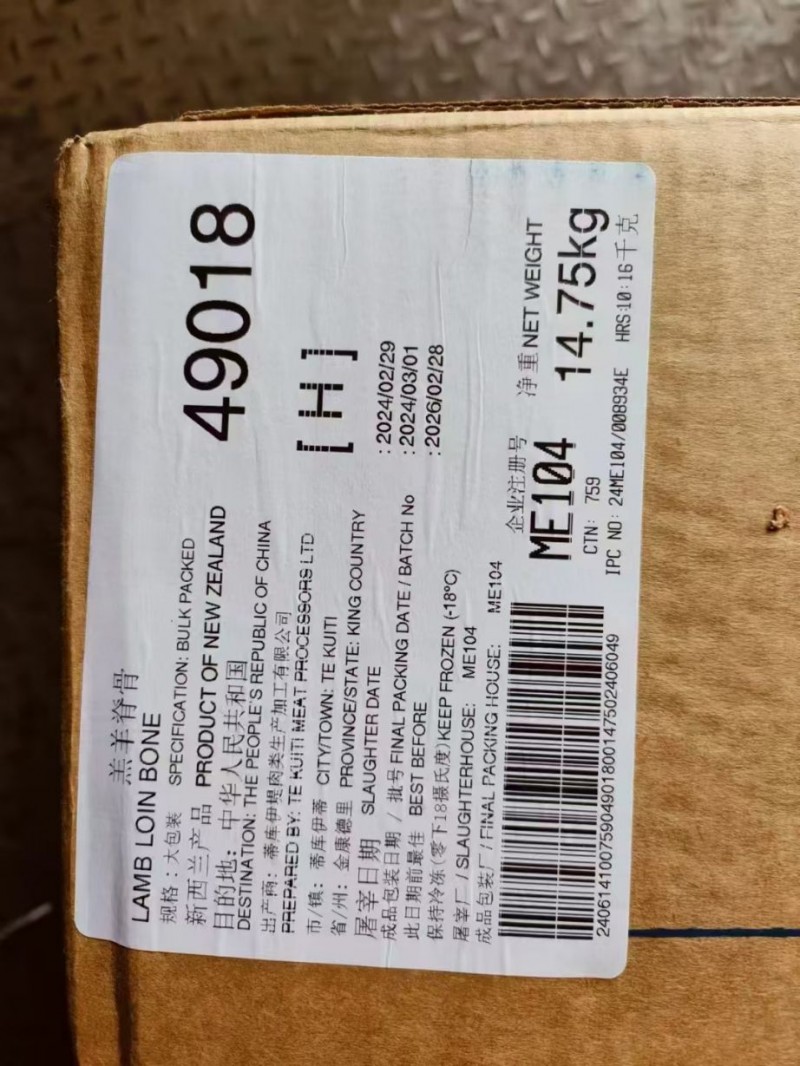 羔羊脊骨
LAMB LOIN BONE
规格：大包装 SPECIFICATION: BULK PACKED
49018
新西兰产品 PRODUCT OF NEW ZEALAND
目的地：中华人民共和国
DESTINATION: THE PEOPLE'S REPUBLIC OF CHINA
出产商：蒂库伊堤肉类生产加工有限公司
PREPARED BY: TE KUITI MEAT PROCESSORS LTD
[H]
市/镇：蒂库伊蒂 CITY/TOWN: TE KUITI
省/州：金康德里 PROVINCE/STATE: KING COUNTRY
屠宰日期 SLAUGHTER DATE : 2024/02/29
成品包装日期 / 批号 FINAL PACKING DATE / BATCH No : 2024/03/01
此日期前最佳 BEST BEFORE : 2026/02/28
保持冷冻(零下18摄氏度)KEEP FROZEN (-18°C)
屠宰厂 / SLAUGHTERHOUSE: ME104
成品包装厂 / FINAL PACKING HOUSE: ME104
企业注册号 净重 NET WEIGHT
ME104 14.75kg
CTN: 759
IPC NO: 24ME104/008934E HRS:10:16千克
24061410075904901800147502406049